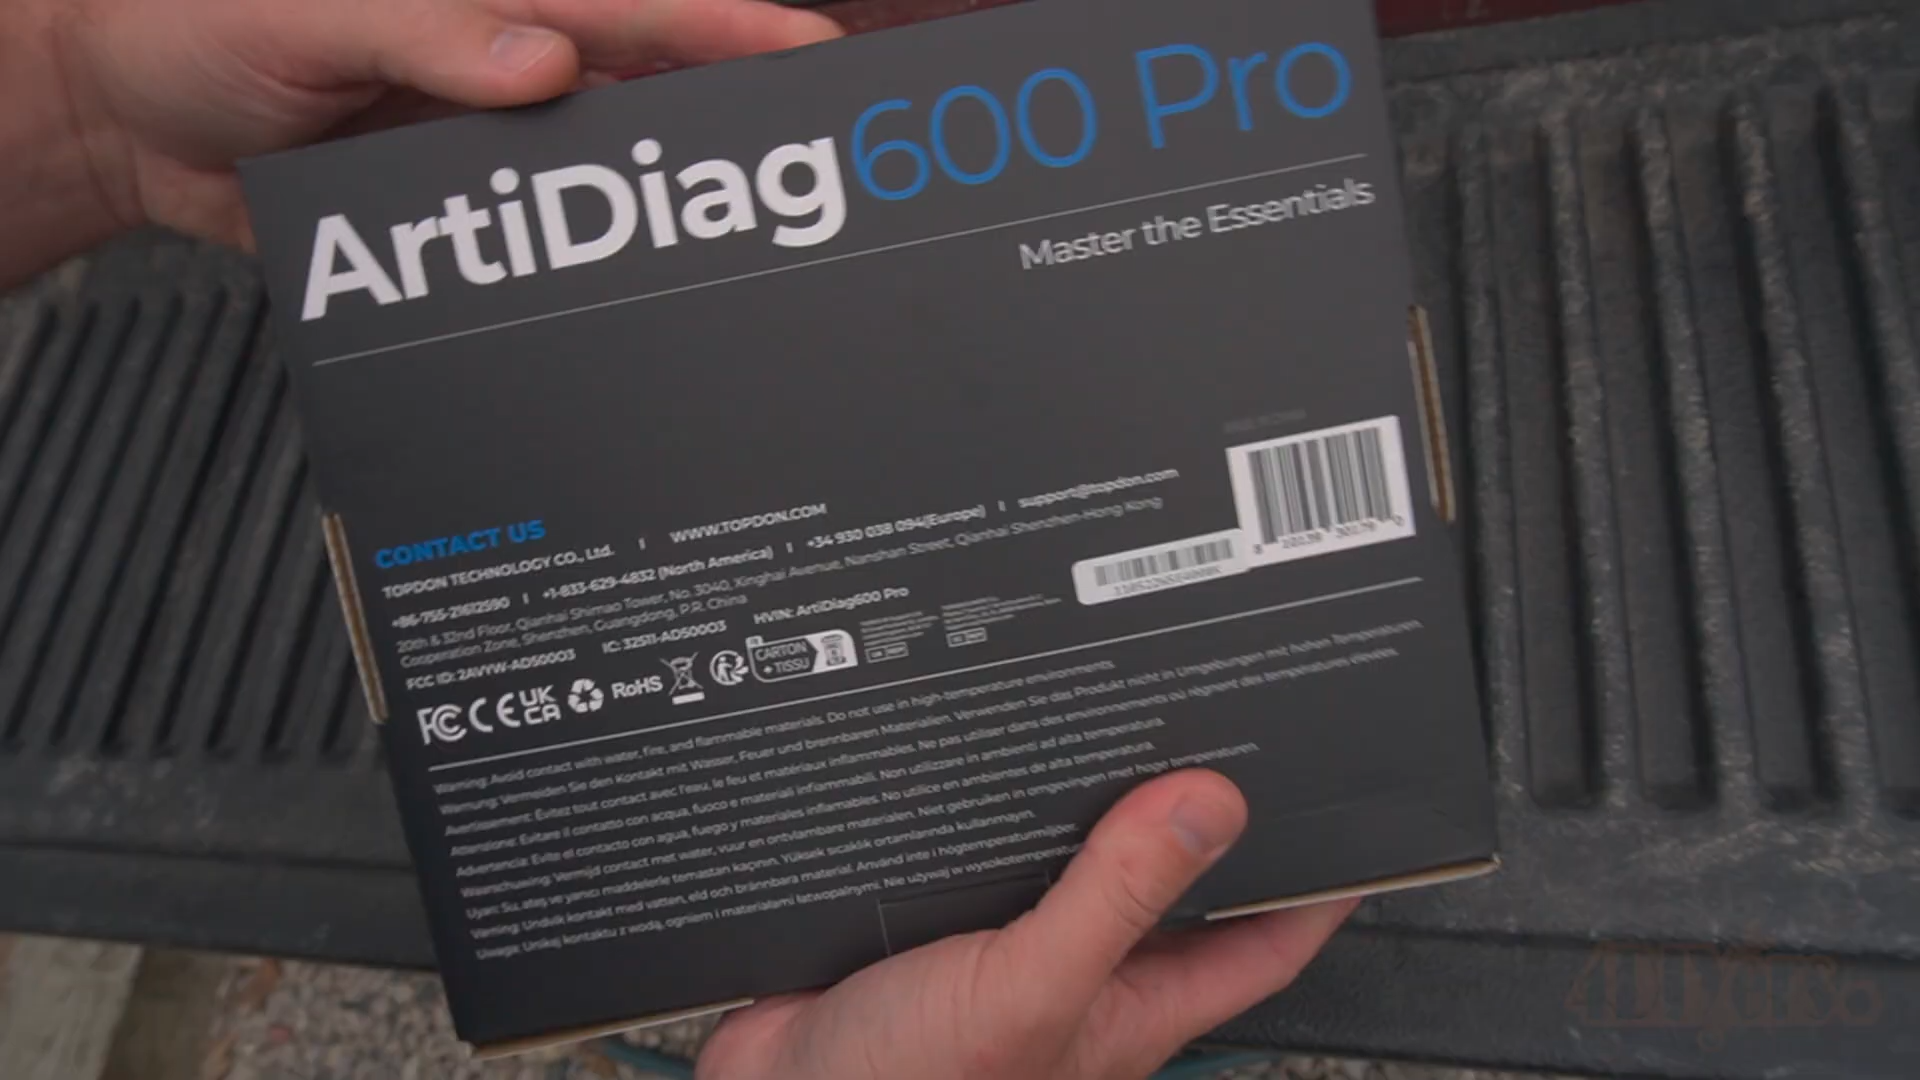 ArtiDiag600 Pro
Master the Essentials
CONTACT US
TOPDON TECHNOLOGY CO., Ltd. | WWW.TOPDON.COM
+86-755-21612590 | +1-833-629-4832 (North America) | +34 930 038 094(Europe) | support@topdon.com
20th & 32nd Floor, Qianhai Shimao Tower, No. 3040, Xinghai Avenue, Nanshan Street, Qianhai Shenzhen-Hong Kong
Cooperation Zone, Shenzhen, Guangdong, P.R. China
FCC ID: 2AVYW-AD50003 IC: 32511-AD50003 HVIN: ArtiDiag600 Pro
FC CE UK CA RoHS FR CARTON + TISSU
Warning: Avoid contact with water, fire, and flammable materials. Do not use in high-temperature environments.
Warnung: Vermeiden Sie den Kontakt mit Wasser, Feuer und brennbaren Materialien. Verwenden Sie das Produkt nicht in Umgebungen mit hohen Temperaturen.
Avertissement: Évitez tout contact avec l'eau, le feu et matériaux inflammables. Ne pas utiliser dans des environnements où règnent des températures élevées.
Attenzione: Evitare il contatto con acqua, fuoco e materiali infiammabili. Non utilizzare in ambienti ad alta temperatura.
Advertencia: Evite el contacto con agua, fuego y materiales inflamables. No utilice en ambientes de alta temperatura.
Waarschuwing: Vermijd contact met water, vuur en ontvlambare materialen. Niet gebruiken in omgevingen met hoge temperaturen.
Uyarı: Su, ateş ve yanıcı maddelerle temastan kaçının. Yüksek sıcaklık ortamlarında kullanmayın.
Varning: Undvik kontakt med vatten, eld och brännbara material. Använd inte i högtemperaturmiljöer.
Uwaga: Unikaj kontaktu z wodą, ogniem i materiałami łatwopalnymi. Nie używaj w